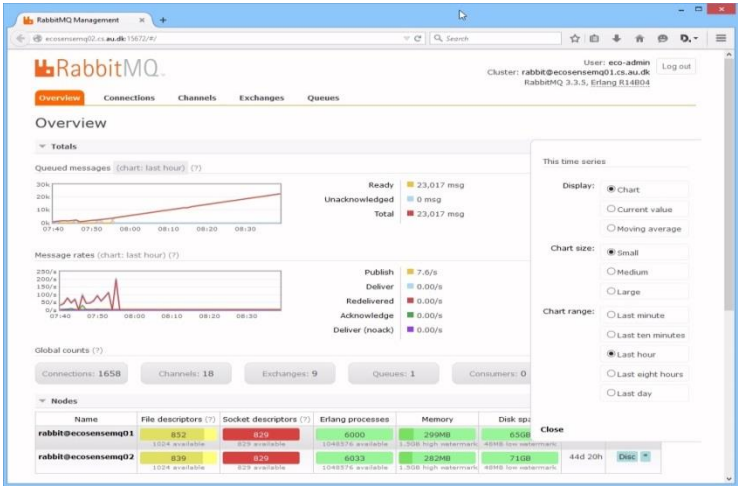 RabbitMQ Management
ecosensemq02.cs.au.dk:15672/#/
Search
RabbitMQ
User: eco-admin
Log out
Cluster: rabbit@ecosensemq01.cs.au.dk
RabbitMQ 3.3.5, Erlang R14B04
Overview Connections Channels Exchanges Queues
Overview
Totals
Queued messages (chart: last hour) (?)
30k
20k
10k
0k
07:40 07:50 08:00 08:10 08:20 08:30
Ready 23,017 msg
Unacknowledged 0 msg
Total 23,017 msg
Message rates (chart: last hour) (?)
250/s
200/s
150/s
100/s
50/s
0/s
07:40 07:50 08:00 08:10 08:20 08:30
Publish 7.6/s
Deliver 0.00/s
Redelivered 0.00/s
Acknowledge 0.00/s
Deliver (noack) 0.00/s
Global counts (?)
Connections: 1658 Channels: 18 Exchanges: 9 Queues: 1 Consumers: 0
Nodes
Name File descriptors (?) Socket descriptors (?) Erlang processes Memory Disk spa
rabbit@ecosensemq01 852 829 6000 299MB 65GB
1024 available 829 available 1048576 available 1.5GB high watermark 48MB low watermark
rabbit@ecosensemq02 839 829 6033 282MB 71GB 44d 20h Disc *
1024 available 829 available 1048576 available 1.5GB high watermark 48MB low watermark
This time series
Display: Chart
Current value
Moving average
Chart size: Small
Medium
Large
Chart range: Last minute
Last ten minutes
Last hour
Last eight hours
Last day
Close